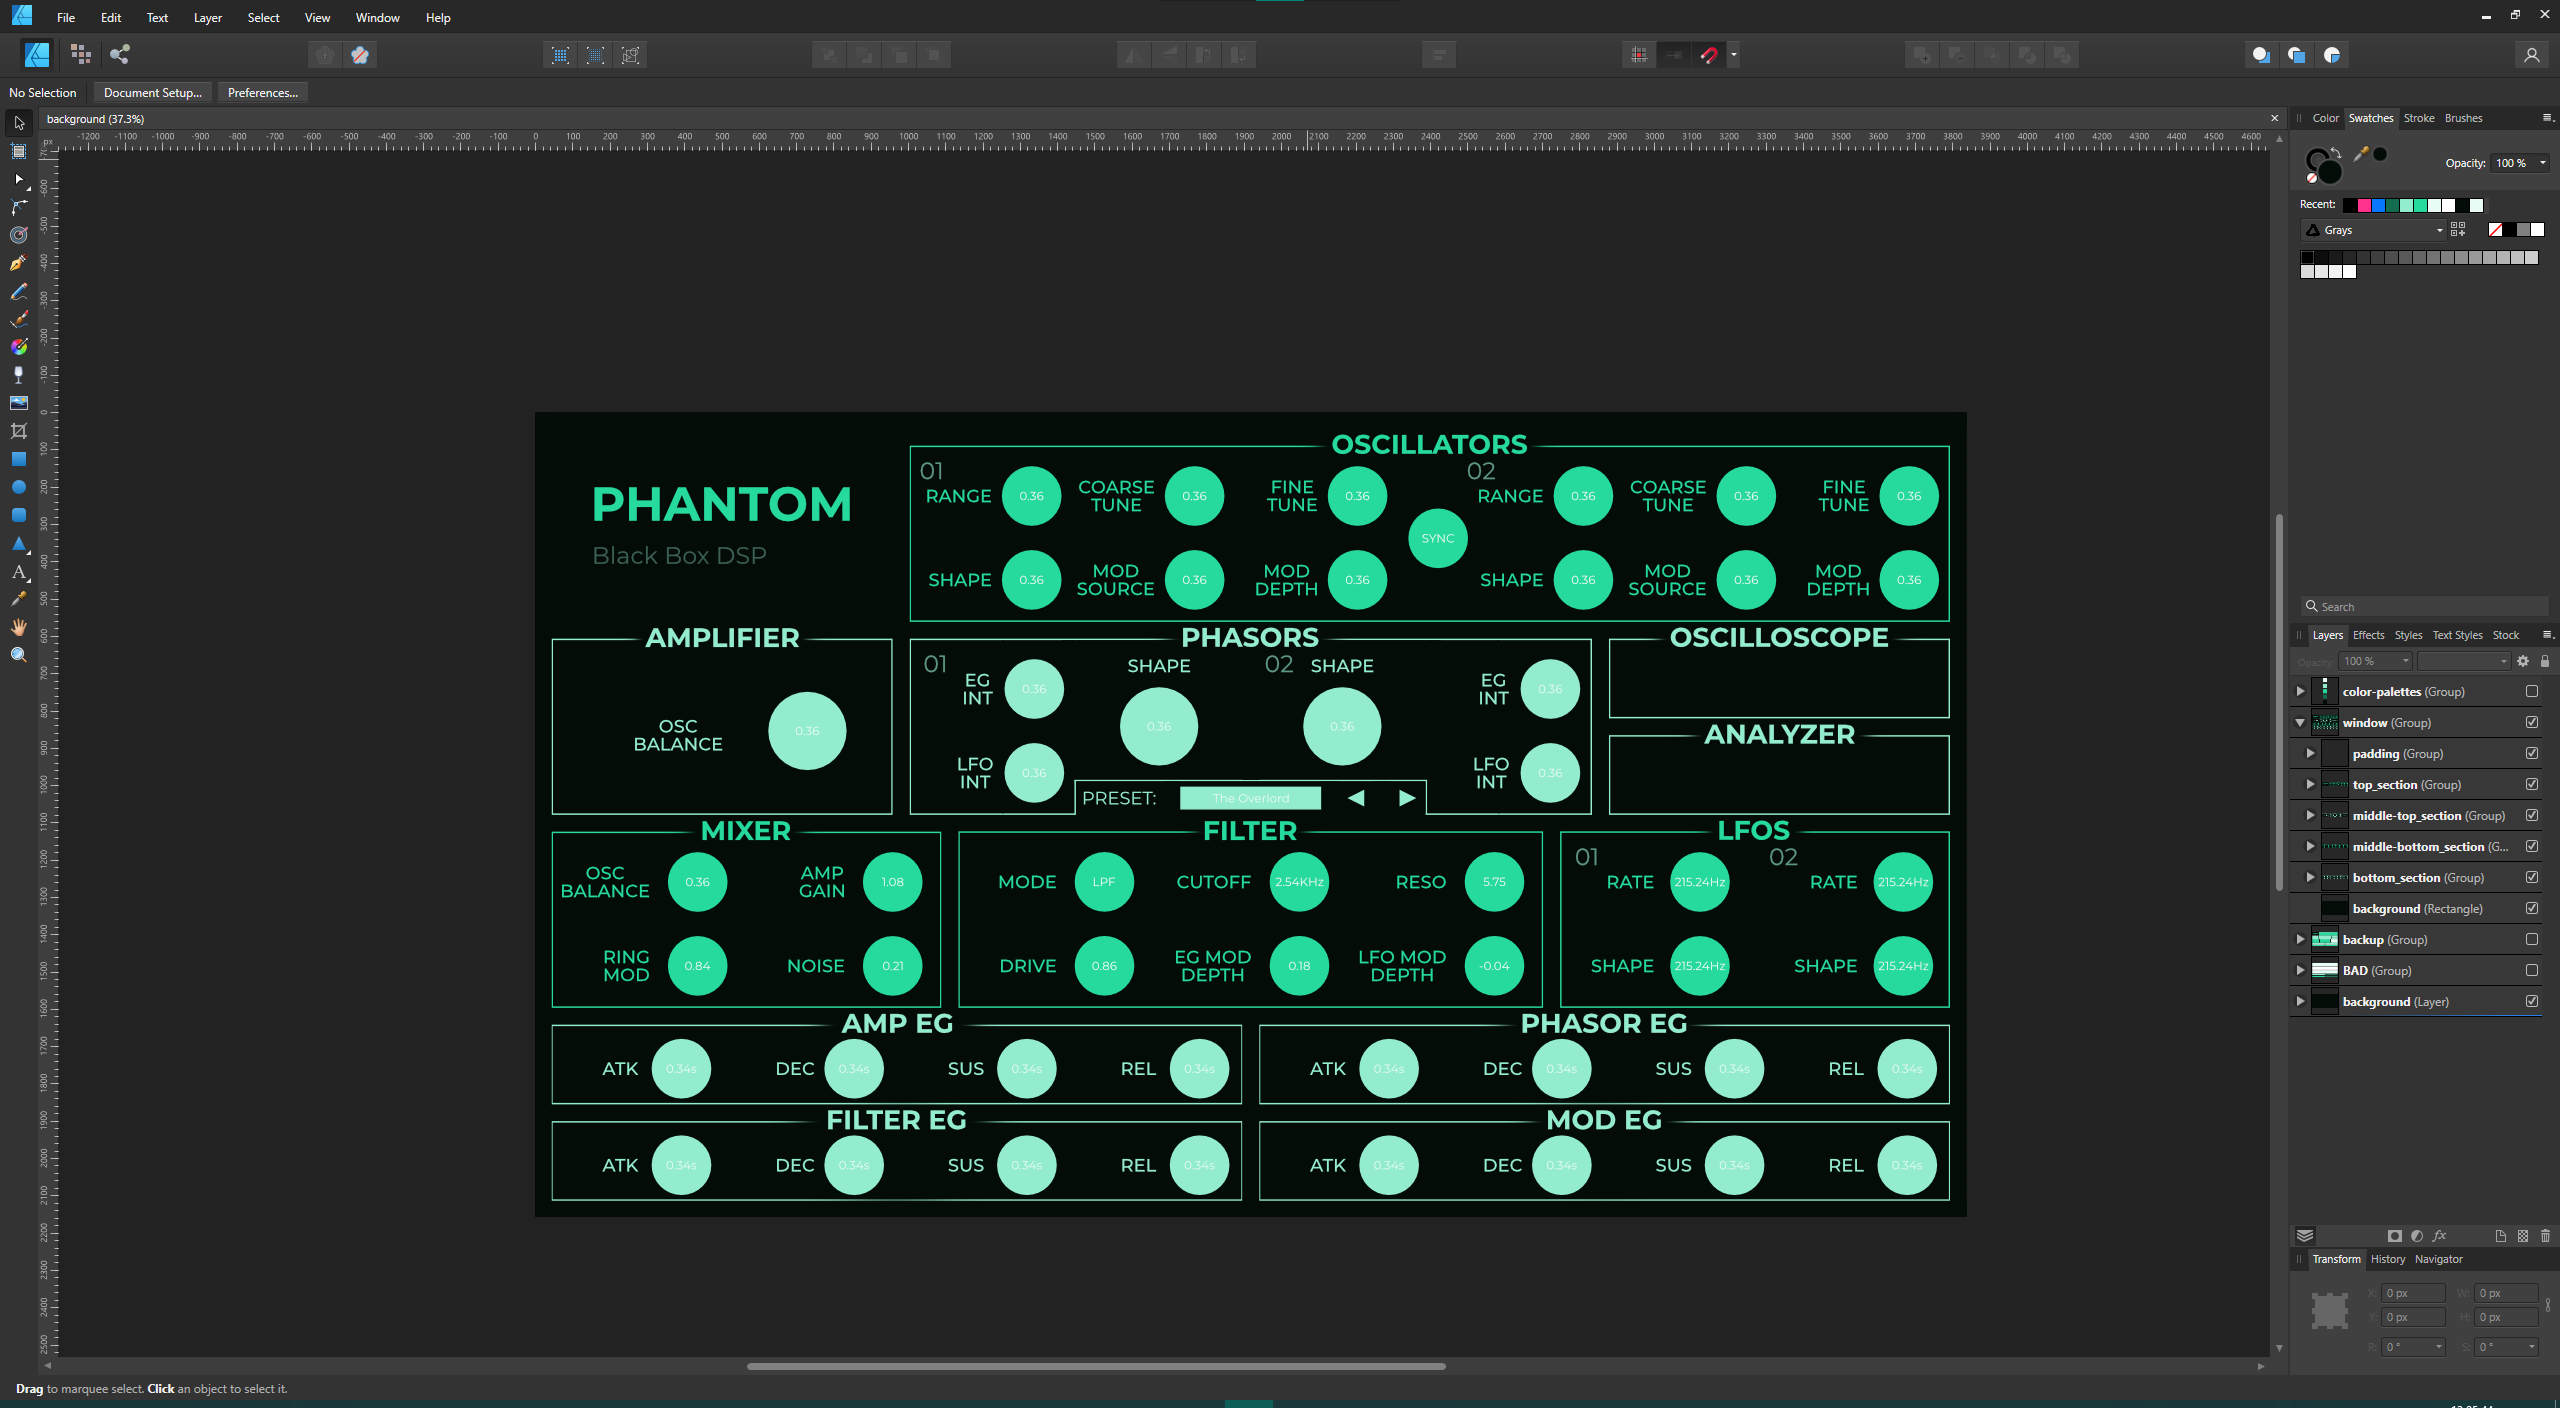 File Edit Text Layer Select View Window Help
No Selection Document Setup... Preferences...
background (37.3%)
Color Swatches Stroke Brushes
Opacity: 100 %
Recent:
Grays
PHANTOM
Black Box DSP
OSCILLATORS
01
RANGE 0.36 COARSE TUNE 0.36 FINE TUNE 0.36
SHAPE 0.36 MOD SOURCE 0.36 MOD DEPTH 0.36
SYNC
02
RANGE 0.36 COARSE TUNE 0.36 FINE TUNE 0.36
SHAPE 0.36 MOD SOURCE 0.36 MOD DEPTH 0.36
AMPLIFIER
OSC BALANCE 0.36
PHASORS
01 SHAPE 02 SHAPE
EG INT 0.36 0.36 0.36 EG INT 0.36
LFO INT 0.36 LFO INT 0.36
PRESET: The Overlord
OSCILLOSCOPE
ANALYZER
MIXER
OSC BALANCE 0.36 AMP GAIN 1.08
RING MOD 0.84 NOISE 0.21
FILTER
MODE LPF CUTOFF 2.54KHz RESO 5.75
DRIVE 0.86 EG MOD DEPTH 0.18 LFO MOD DEPTH -0.04
LFOS
01 02
RATE 215.24Hz RATE 215.24Hz
SHAPE 215.24Hz SHAPE 215.24Hz
AMP EG
ATK 0.34s DEC 0.34s SUS 0.34s REL 0.34s
PHASOR EG
ATK 0.34s DEC 0.34s SUS 0.34s REL 0.34s
FILTER EG
ATK 0.34s DEC 0.34s SUS 0.34s REL 0.34s
MOD EG
ATK 0.34s DEC 0.34s SUS 0.34s REL 0.34s
Search
Layers Effects Styles Text Styles Stock
Opacity: 100 %
color-palettes (Group)
window (Group)
padding (Group)
top_section (Group)
middle-top_section (Group)
middle-bottom_section (G...
bottom_section (Group)
background (Rectangle)
backup (Group)
BAD (Group)
background (Layer)
Transform History Navigator
X: 0 px W: 0 px
Y: 0 px H: 0 px
R: 0 ° S: 0 °
Drag to marquee select. Click an object to select it.